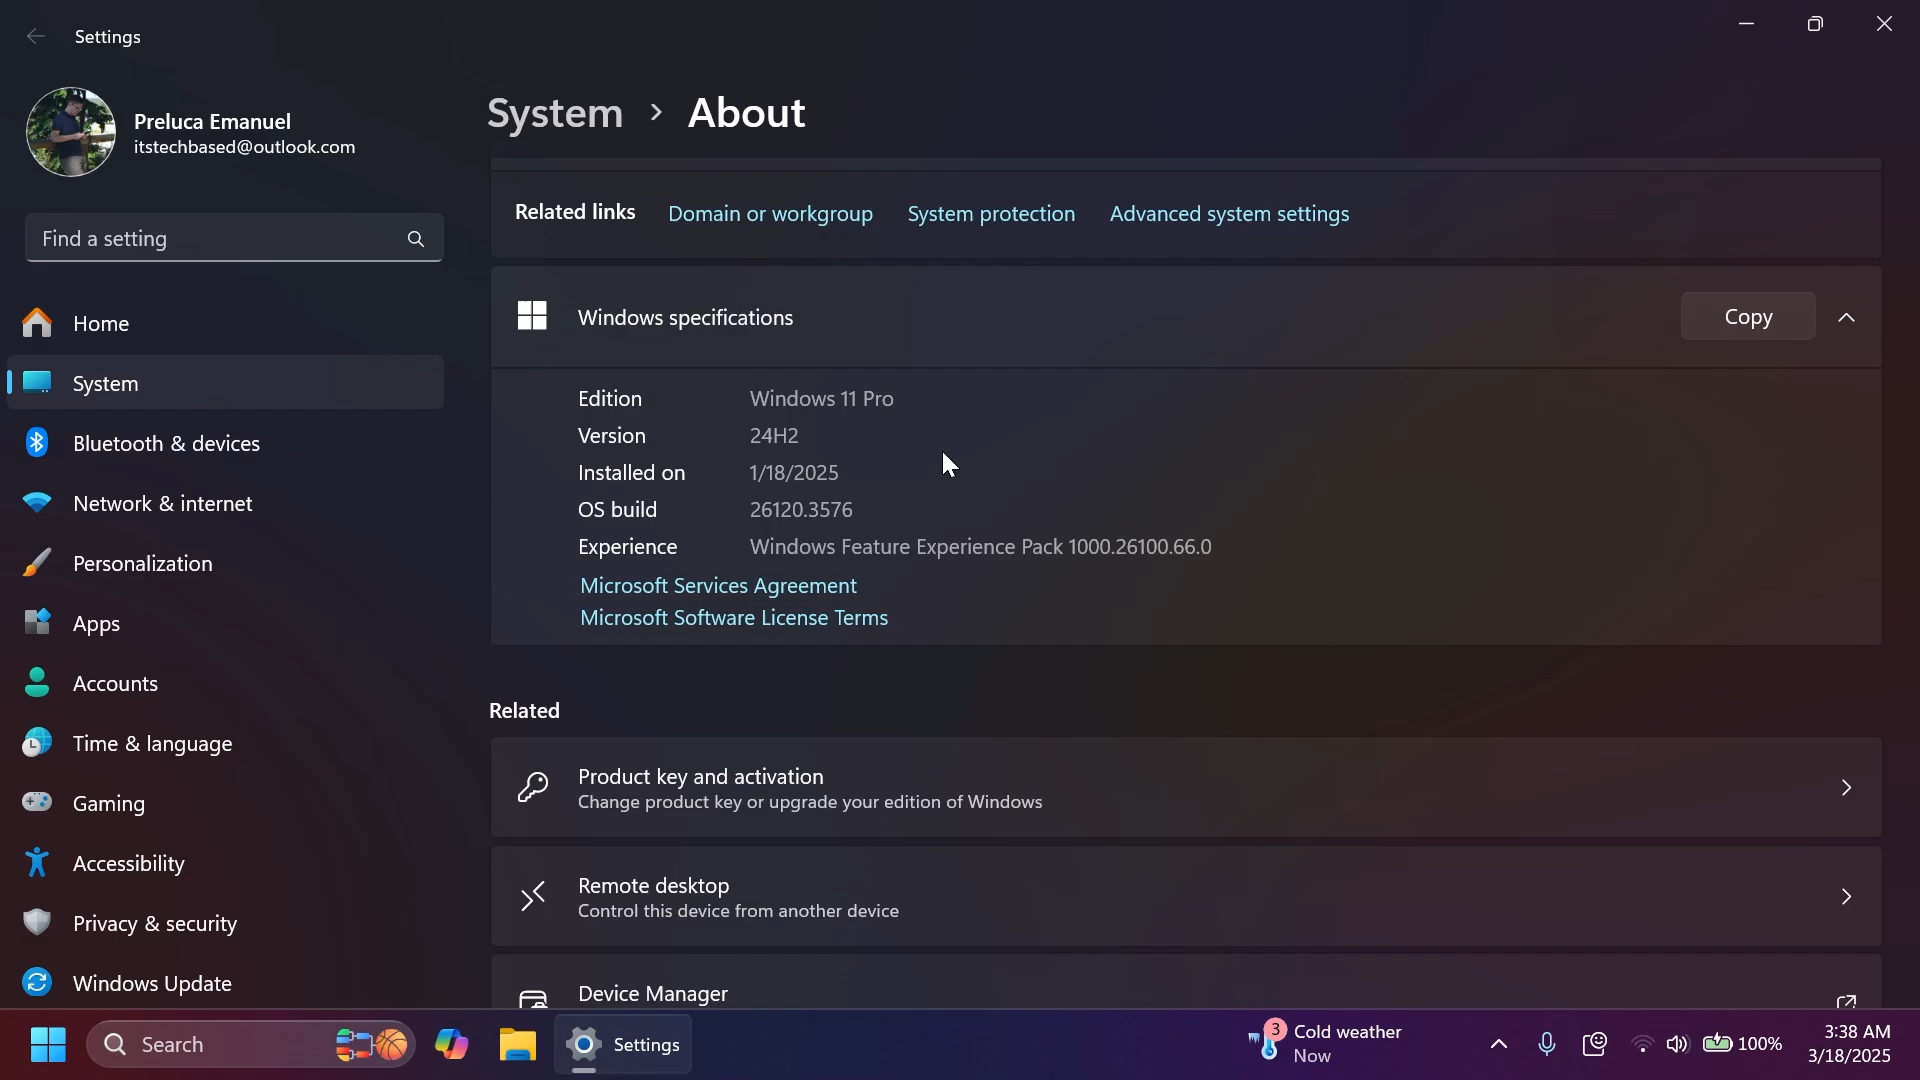 Settings
Preluca Emanuel
itstechbased@outlook.com
Find a setting
Home
System
Bluetooth & devices
Network & internet
Personalization
Apps
Accounts
Time & language
Gaming
Accessibility
Privacy & security
Windows Update
System > About
Related links Domain or workgroup System protection Advanced system settings
Windows specifications
Copy
Edition Windows 11 Pro
Version 24H2
Installed on 1/18/2025
OS build 26120.3576
Experience Windows Feature Experience Pack 1000.26100.66.0
Microsoft Services Agreement
Microsoft Software License Terms
Related
Product key and activation
Change product key or upgrade your edition of Windows
Remote desktop
Control this device from another device
Device Manager
Search
Settings
3
Cold weather
Now
100%
3:38 AM
3/18/2025